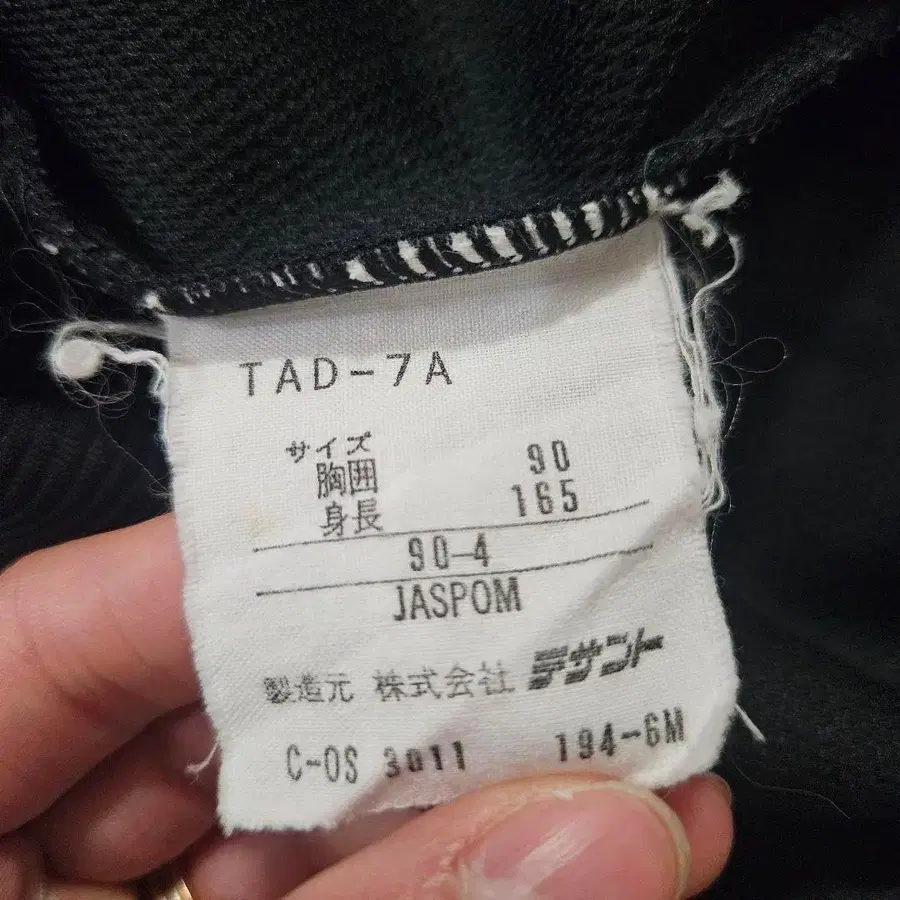 TAD-7A
サイズ
胸囲 90
身長 165
90-4
JASPOM
製造元 株式会社 デサント
C-OS 3011 194-6M